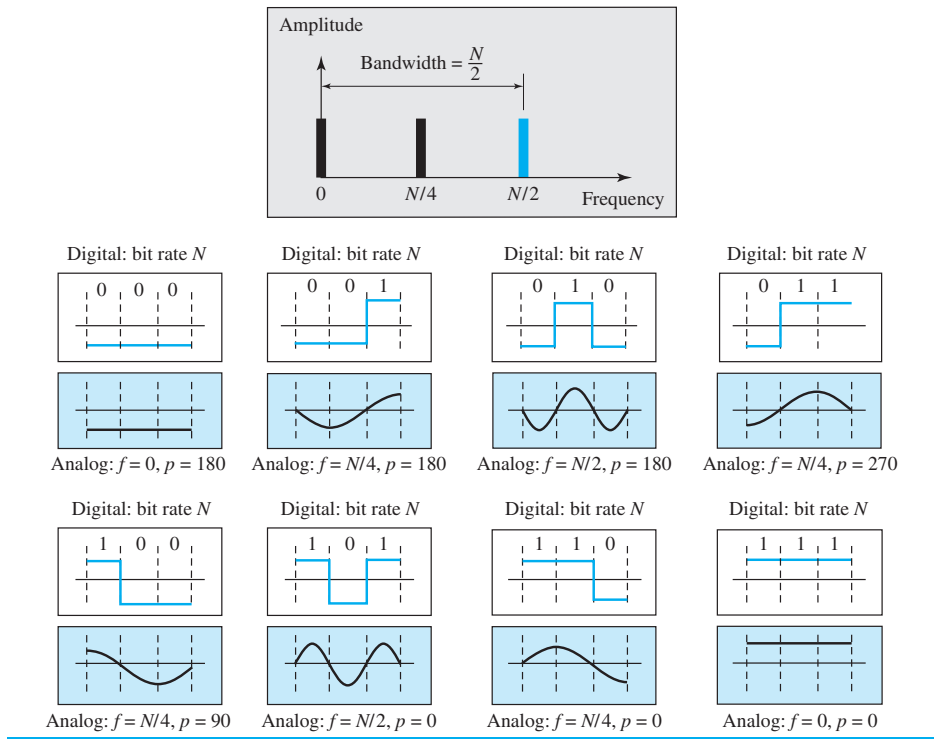 Amplitude
Bandwidth = N/2
0 N/4 N/2 Frequency
Digital: bit rate N Digital: bit rate N Digital: bit rate N Digital: bit rate N
0 0 0 0 0 1 0 1 0 0 1 1
Analog: f = 0, p = 180 Analog: f = N/4, p = 180 Analog: f = N/2, p = 180 Analog: f = N/4, p = 270
Digital: bit rate N Digital: bit rate N Digital: bit rate N Digital: bit rate N
1 0 0 1 0 1 1 1 0 1 1 1
Analog: f = N/4, p = 90 Analog: f = N/2, p = 0 Analog: f = N/4, p = 0 Analog: f = 0, p = 0